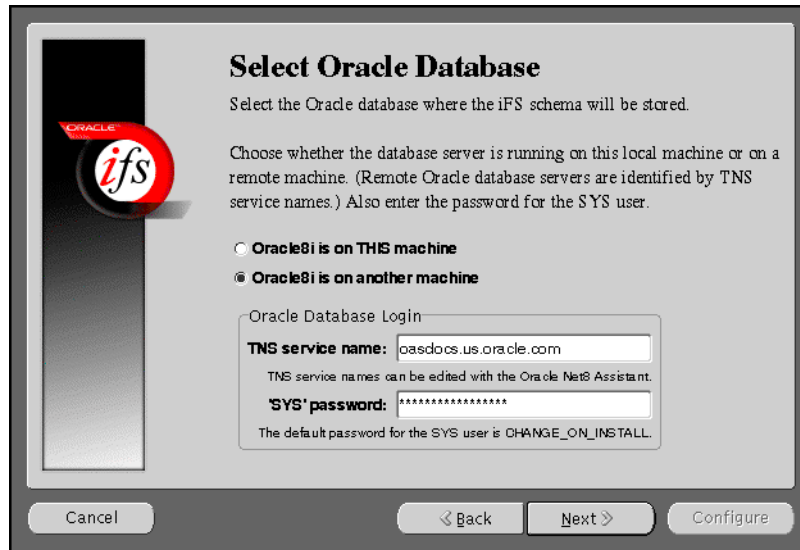 Select Oracle Database
Select the Oracle database where the iFS schema will be stored.
ORACLE
ifs
Choose whether the database server is running on this local machine or on a
remote machine. (Remote Oracle database servers are identified by TNS
service names.) Also enter the password for the SYS user.
Oracle8i is on THIS machine
Oracle8i is on another machine
Oracle Database Login
TNS service name: oasdocs.us.oracle.com
TNS service names can be edited with the Oracle Net8 Assistant.
'SYS' password: *****************
The default password for the SYS user is CHANGE_ON_INSTALL.
Cancel
Back
Next
Configure